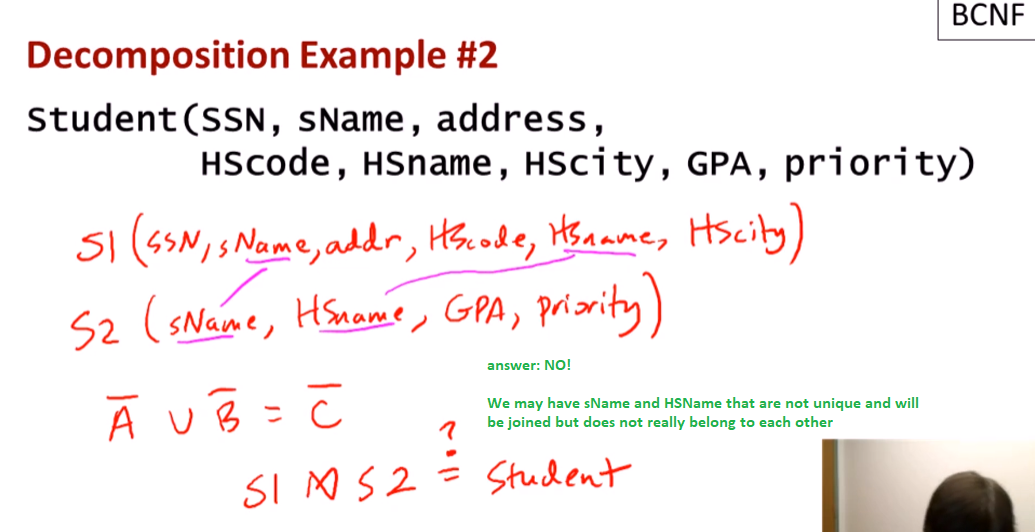 BCNF
Decomposition Example #2
Student(SSN, sName, address,
HScode, HSname, HScity, GPA, priority)
S1 (SSN, sName, addr, HScode, HSname, HScity)
S2 (sName, HSname, GPA, priority)
answer: NO!
We may have sName and HSName that are not unique and will
be joined but does not really belong to each other
A̅ ∪ B̅ = C̅
S1 ⋈ S2 ≟ Student